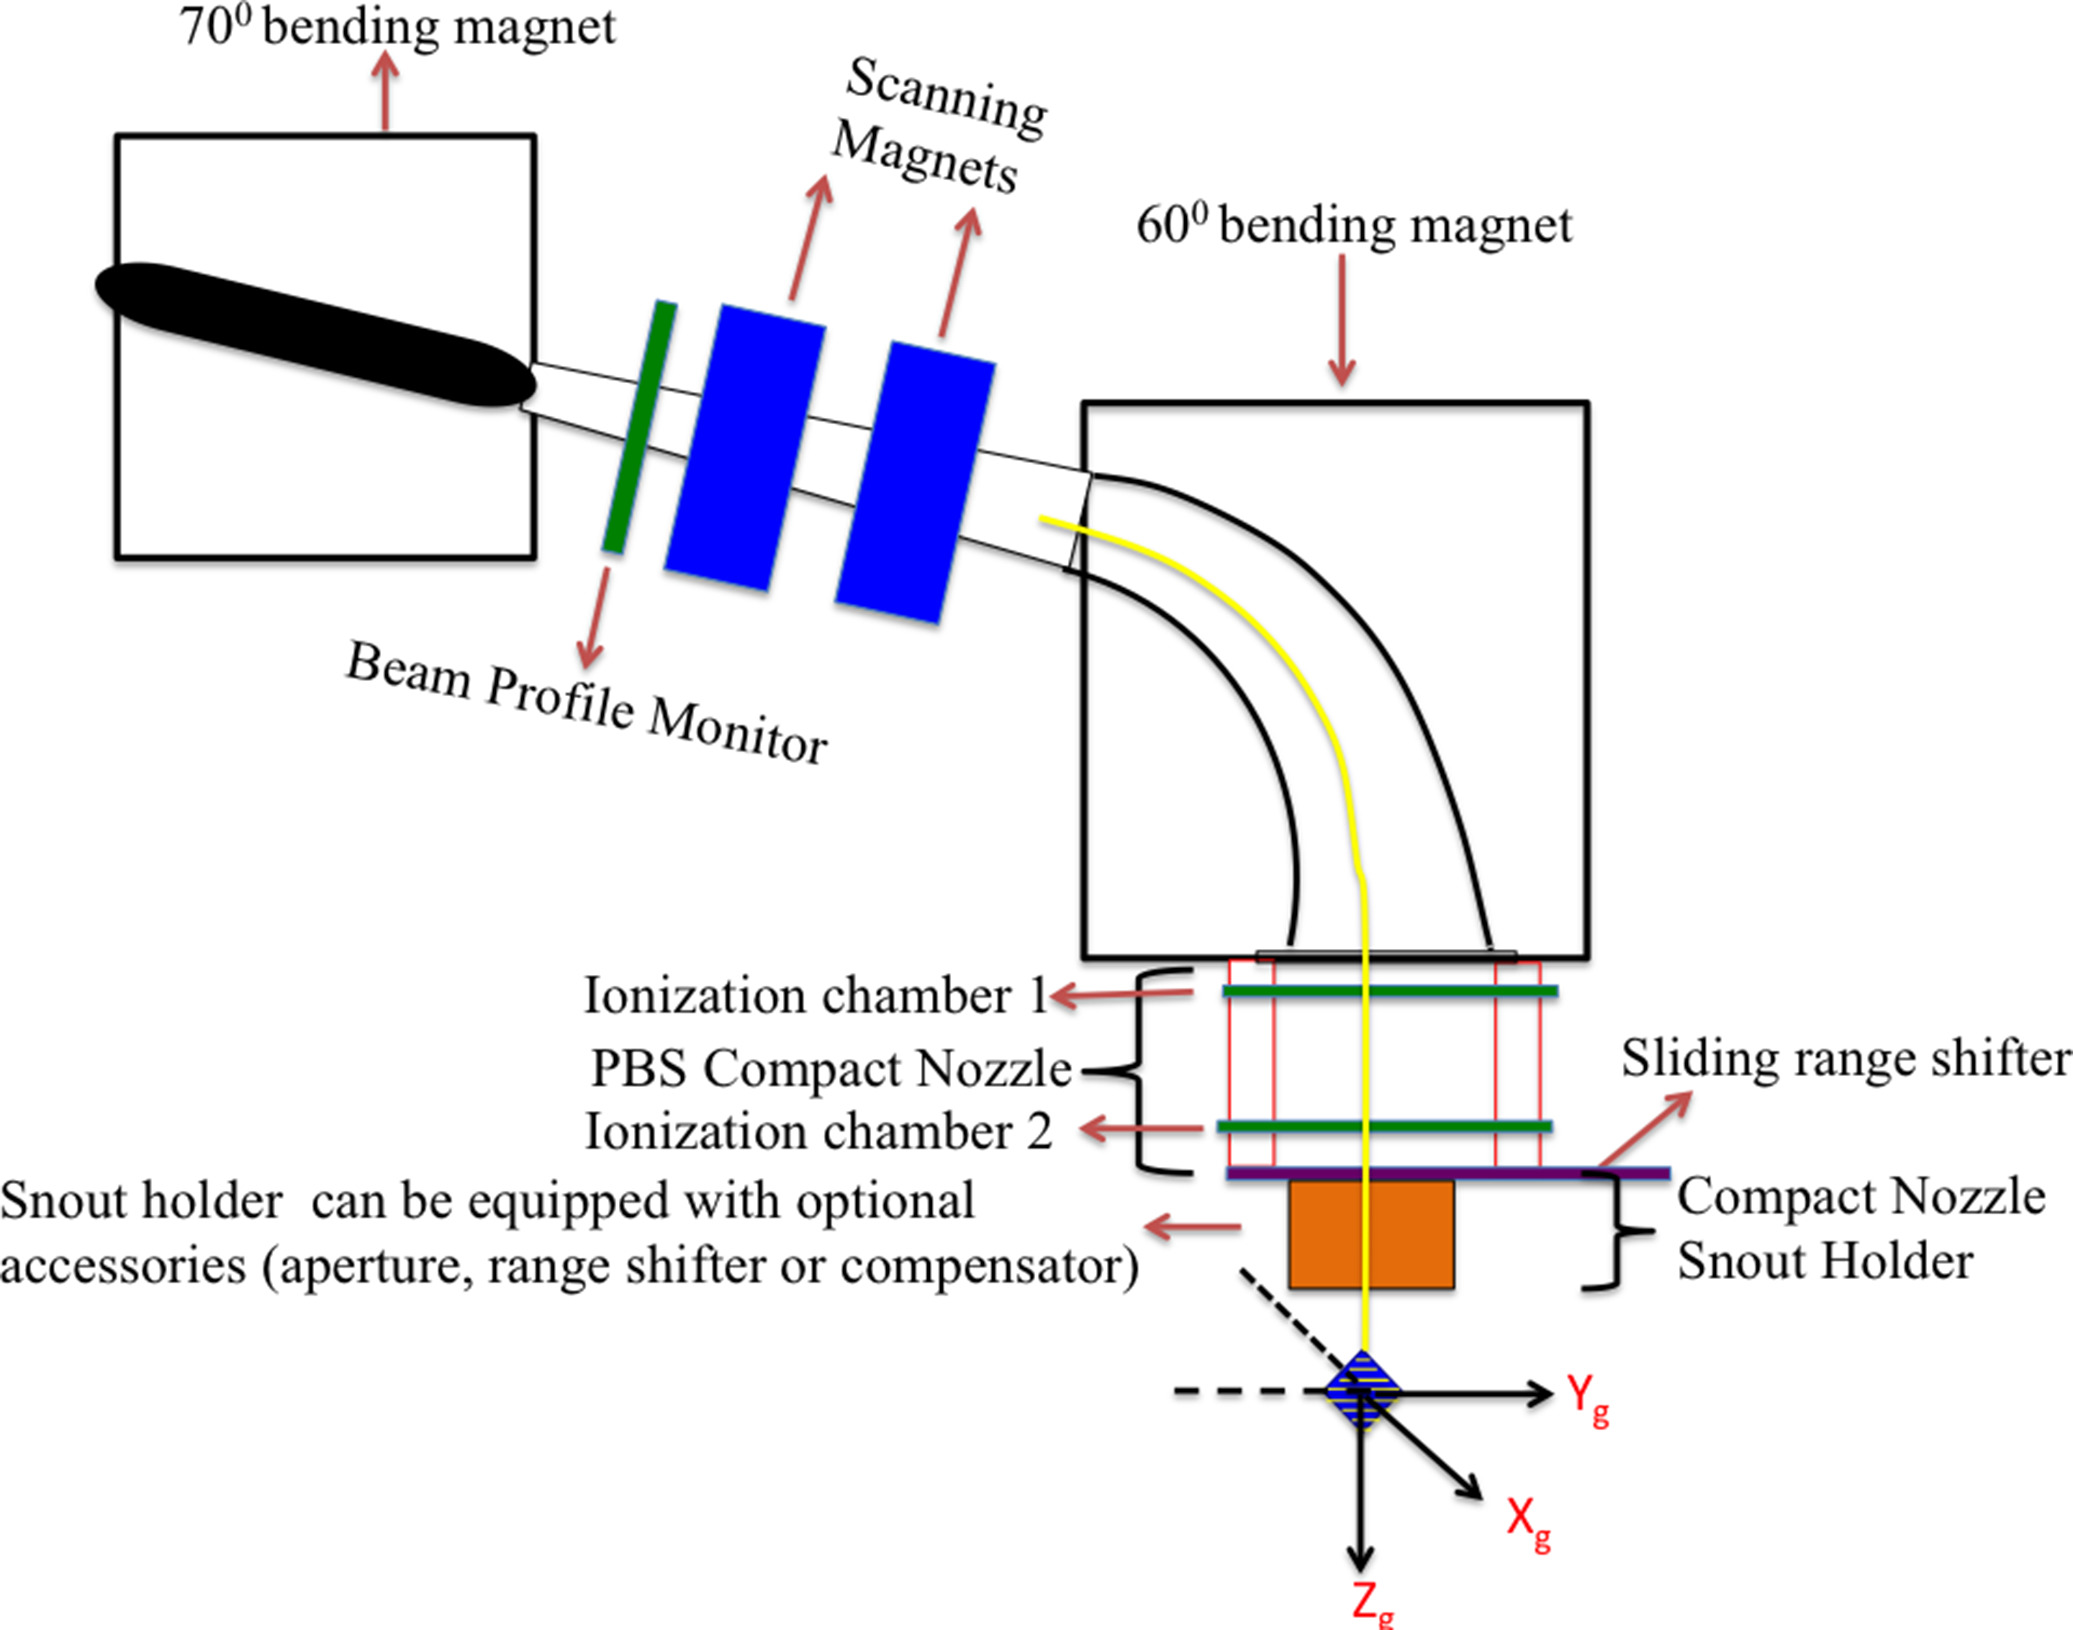 70⁰ bending magnet
Scanning
Magnets
60⁰ bending magnet
Beam Profile Monitor
Ionization chamber 1
PBS Compact Nozzle
Ionization chamber 2
Sliding range shifter
Snout holder can be equipped with optional
accessories (aperture, range shifter or compensator)
Compact Nozzle
Snout Holder
Yg
Xg
Zg